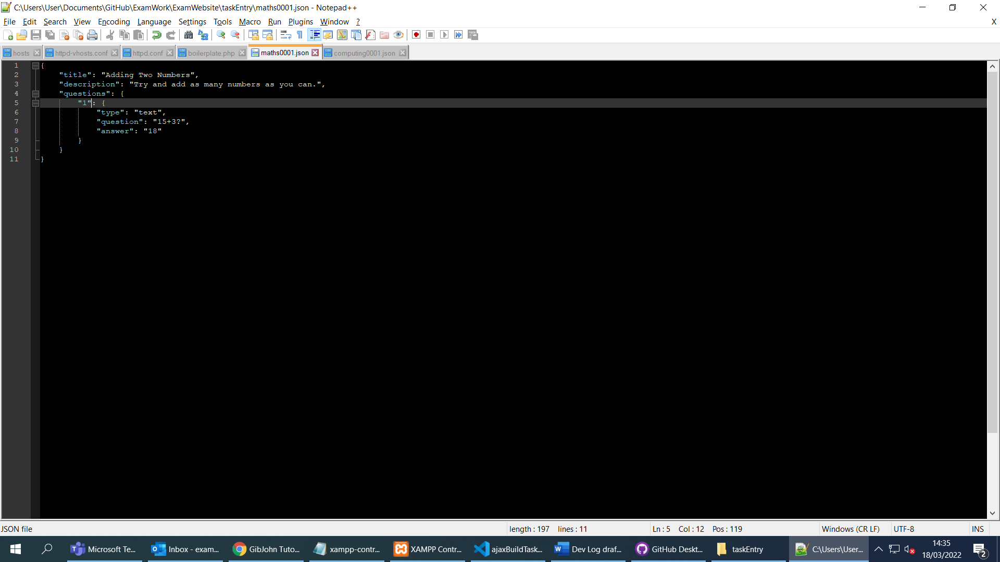 C:\Users\User\Documents\GitHub\ExamWork\ExamWebsite\taskEntry\maths0001.json - Notepad++
File Edit Search View Encoding Language Settings Tools Macro Run Plugins Window ? X
hosts httpd-vhosts.conf httpd.conf boilerplate.php maths0001.json computing0001.json
1 {
2 "title": "Adding Two Numbers",
3 "description": "Try and add as many numbers as you can.",
4 "questions": {
5 "1": {
6 "type": "text",
7 "question": "15+3?",
8 "answer": "18"
9 }
10 }
11 }
JSON file length : 197 lines : 11 Ln : 5 Col : 12 Pos : 119 Windows (CR LF) UTF-8 INS
Microsoft Te... Inbox - exam... GibJohn Tuto... xampp-contr... XAMPP Contr... ajaxBuildTask... Dev Log draf... GitHub Deskt... taskEntry C:\Users\User... 14:35
18/03/2022 2